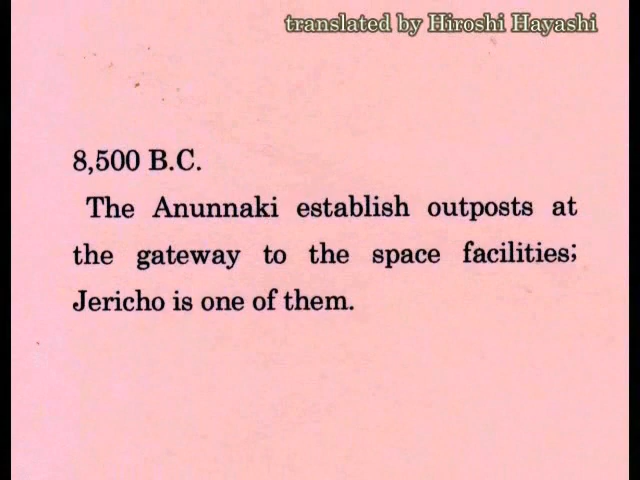 translated by Hiroshi Hayashi
8,500 B.C.
The Anunnaki establish outposts at
the gateway to the space facilities;
Jericho is one of them.